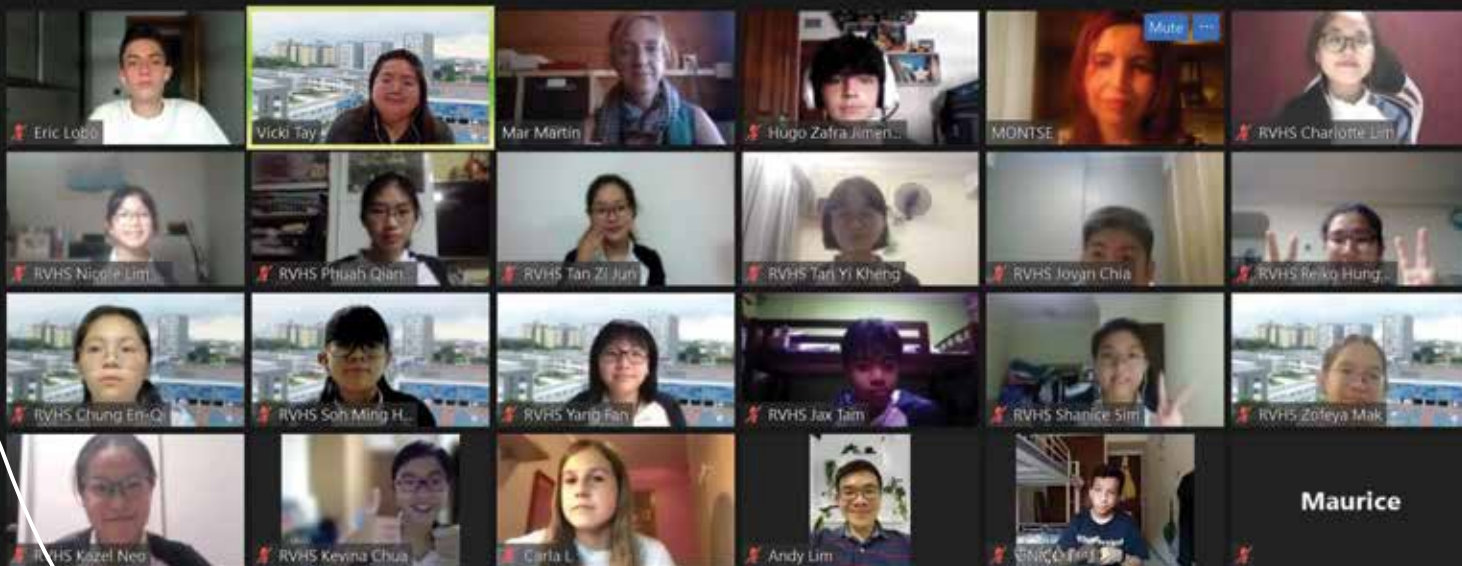 Eric Lobo
Vicki Tay
Mar Martin
Hugo Zafra Jimen...
MONTSE
Mute ...
RVHS Charlotte Lim
RVHS Nicole Lim
RVHS Phuah Qian...
RVHS Tan Zi Jun
RVHS Tan Yi Kheng
RVHS Jovan Chia
RVHS Reiko Hung...
RVHS Chung En-Qi
RVHS Soh Ming H...
RVHS Yang Fan
RVHS Jax Tam
RVHS Shanice Sim
RVHS Zofeya Mak
RVHS Kazel Neo
RVHS Kevina Chua
Carla L
Andy Lim
Maurice